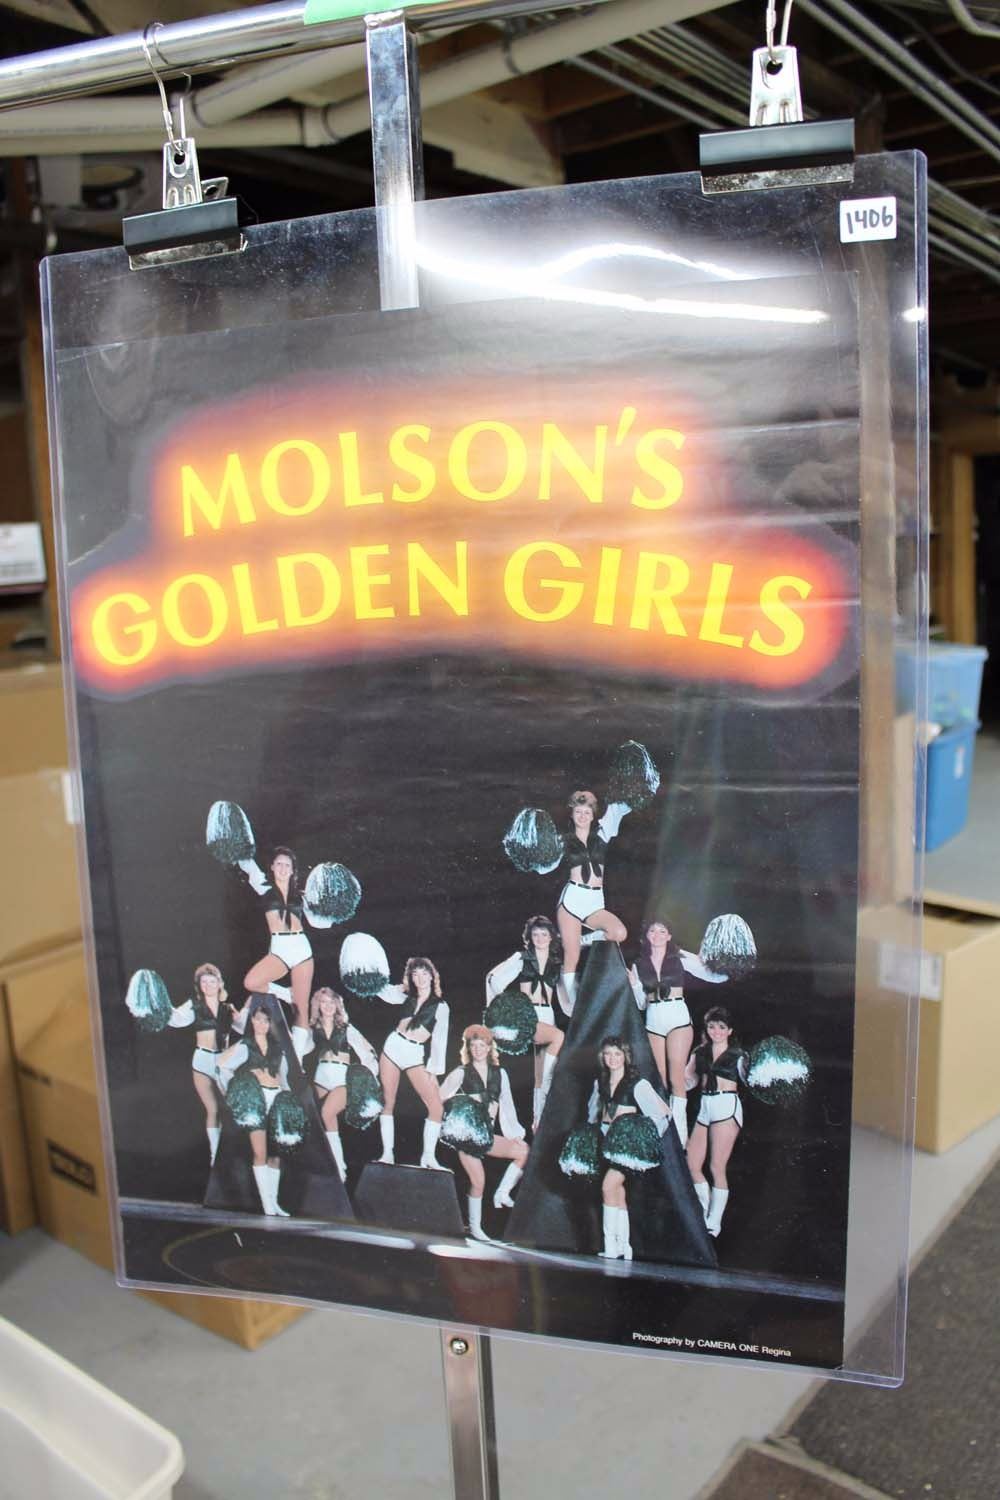 1406
MOLSON'S
GOLDEN GIRLS
Photography by CAMERA ONE Regina